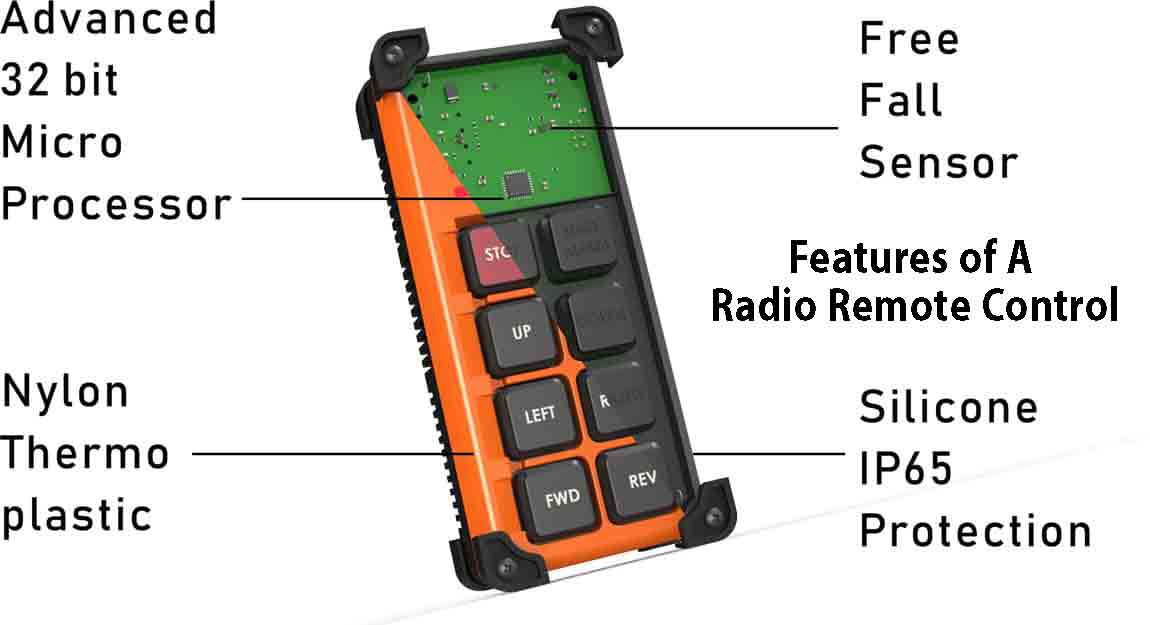 Advanced
32 bit
Micro
Processor
Free
Fall
Sensor
Features of A
Radio Remote Control
Nylon
Thermo
plastic
Silicone
IP65
Protection
UP
LEFT
FWD
REV